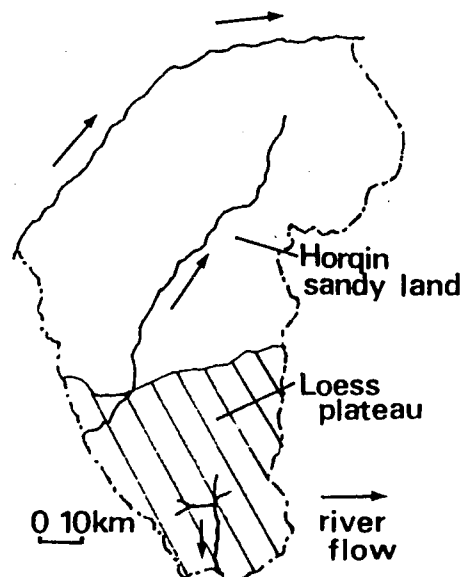 Horqin
sandy land
Loess
plateau
0 10km
river
flow